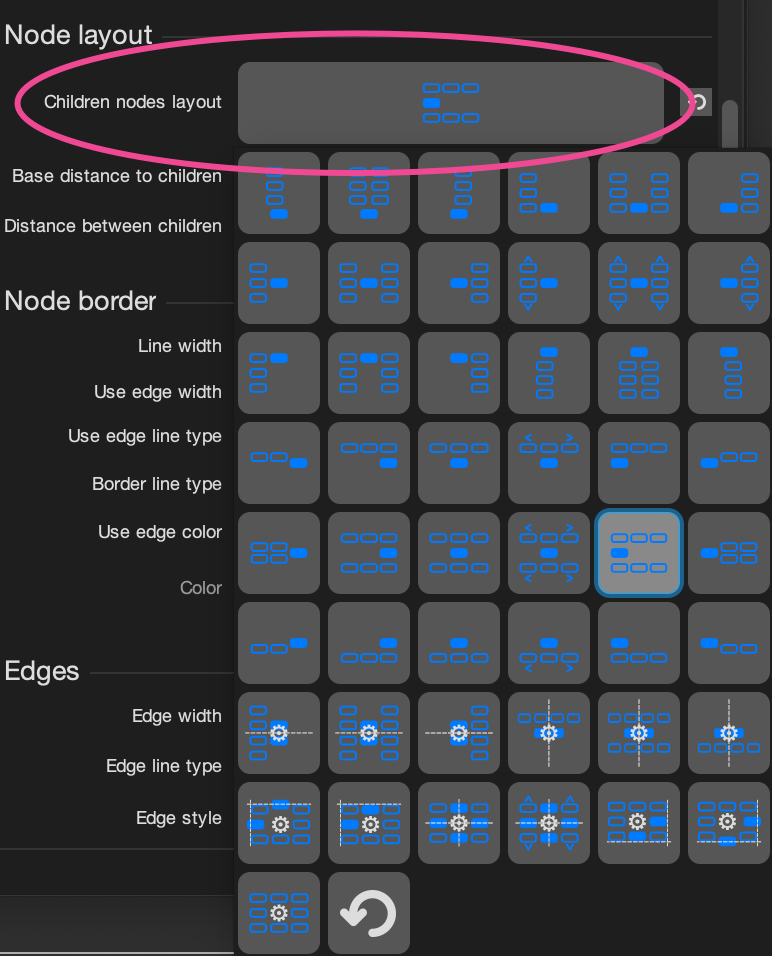 Node layout
Children nodes layout
Base distance to children
Distance between children
Node border
Line width
Use edge width
Use edge line type
Border line type
Use edge color
Color
Edges
Edge width
Edge line type
Edge style